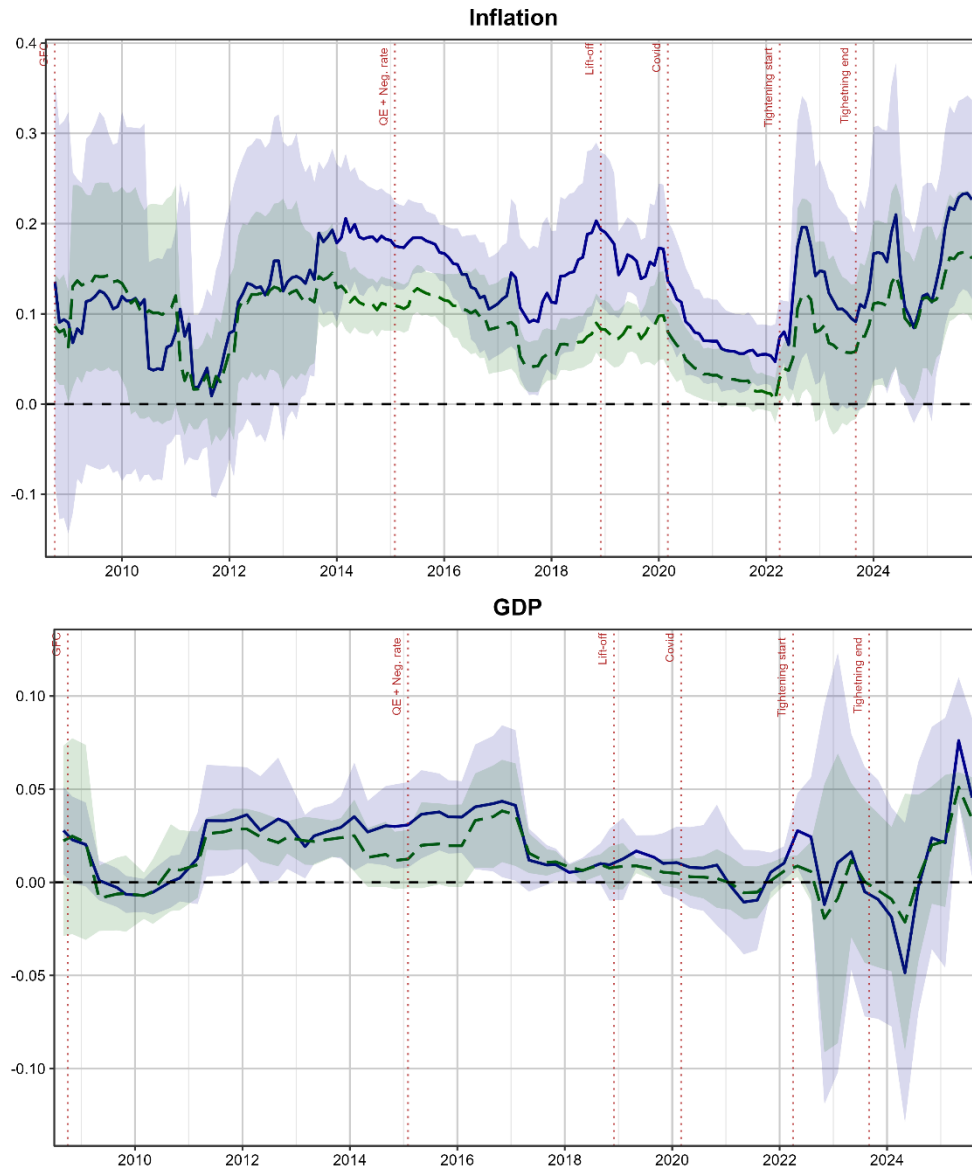 Inflation
0.4
0.3
0.2
0.1
0.0
-0.1
GFC
QE + Neg. rate
Lift-off
Covid
Tightening start
Tighetning end
2010 2012 2014 2016 2018 2020 2022 2024
GDP
0.10
0.05
0.00
-0.05
-0.10
GFC
QE + Neg. rate
Lift-off
Covid
Tightening start
Tighetning end
2010 2012 2014 2016 2018 2020 2022 2024